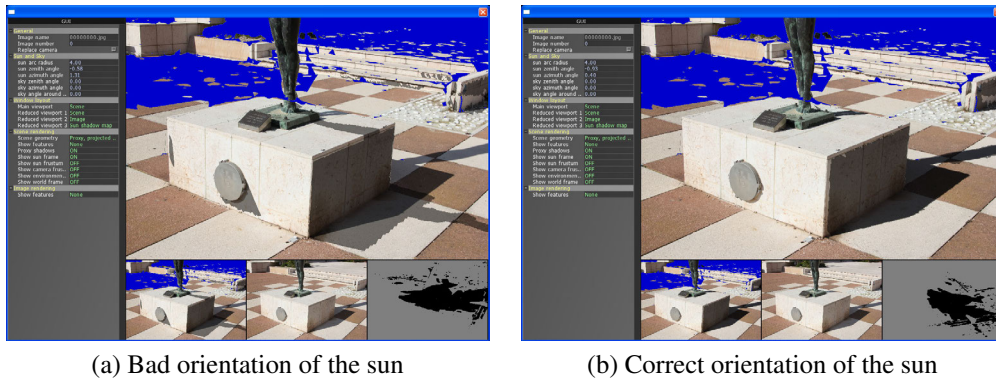 GUI
General
Image name 00000000.jpg
Image number 0
Replace camera
Sun and Sky
sun arc radius 4.00
sun zenith angle -0.98
sun azimuth angle 1.31
sky zenith angle 0.00
sky azimuth angle 0.00
sky angle around .. 0.00
Window layout
Main viewport Scene
Reduced viewport 1 Scene
Reduced viewport 2 Image
Reduced viewport 3 Sun shadow map
Scene rendering
Scene geometry Proxy, projected ..
Show features None
Proxy shadows ON
Show sun frame ON
Show sun frustum OFF
Show camera frus.. OFF
Show environmen.. OFF
Show world frame OFF
Image rendering
Show features None
(a) Bad orientation of the sun
GUI
General
Image name 00000000.jpg
Image number 0
Replace camera
Sun and Sky
sun arc radius 4.00
sun zenith angle -0.93
sun azimuth angle 0.40
sky zenith angle 0.00
sky azimuth angle 0.00
sky angle around .. 0.00
Window layout
Main viewport Scene
Reduced viewport 1 Scene
Reduced viewport 2 Image
Reduced viewport 3 Sun shadow map
Scene rendering
Scene geometry Proxy, projected ..
Show features None
Proxy shadows ON
Show sun frame ON
Show sun frustum OFF
Show camera frus.. OFF
Show environmen.. OFF
Show world frame OFF
Image rendering
Show features None
(b) Correct orientation of the sun